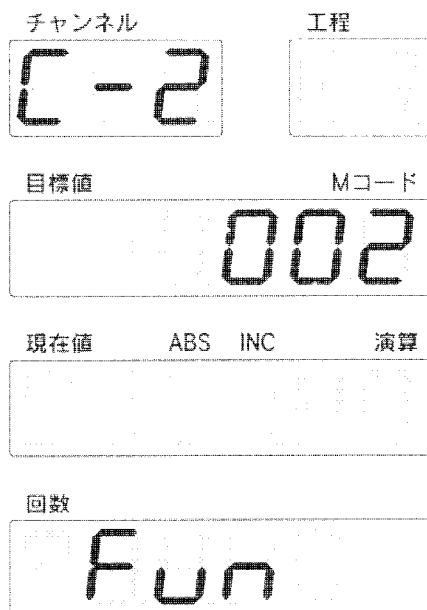 チャンネル 工程
C-2
目標値 Mコード
002
現在値 ABS INC 演算
回数
Fun